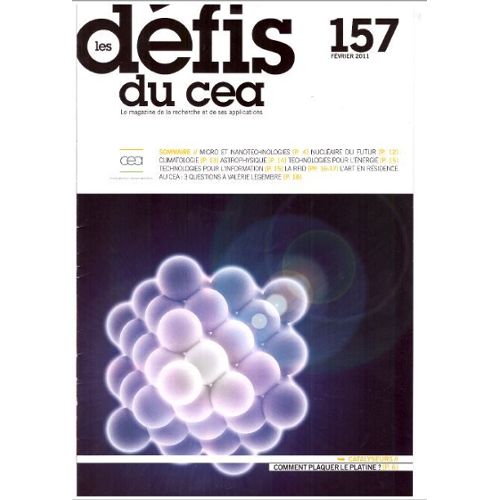 les défis
157
FÉVRIER 2011
du cea
Le magazine de la recherche et de ses applications
cea
SOMMAIRE // MICRO ET NANOTECHNOLOGIES (P. 4) NUCLÉAIRE DU FUTUR (P. 12)
CLIMATOLOGIE (P. 13) ASTROPHYSIQUE (P. 14) TECHNOLOGIES POUR L'ÉNERGIE (P. 15)
TECHNOLOGIES POUR L'INFORMATION (P. 15) LA RFID (PP. 16-17) L'ART EN RÉSIDENCE
AU CEA : 3 QUESTIONS À VALÉRIE LEGEMBRE (P. 18)
CATALYSEURS //
COMMENT PLAQUER LE PLATINE ? (P. 6)